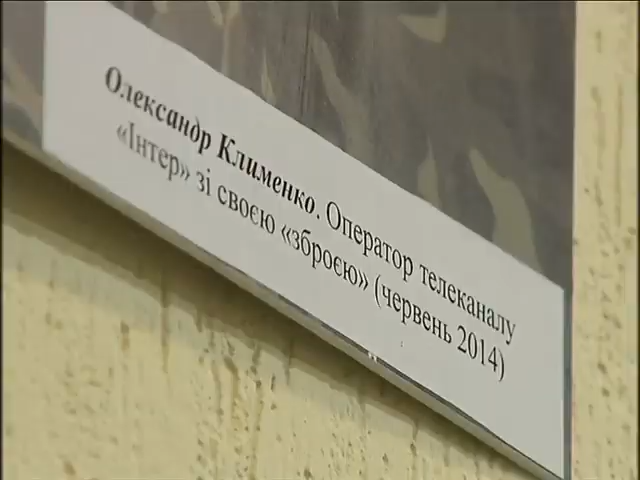 Олександр Клименко. Оператор телеканалу
«Інтер» зі своєю «зброєю» (червень 2014)